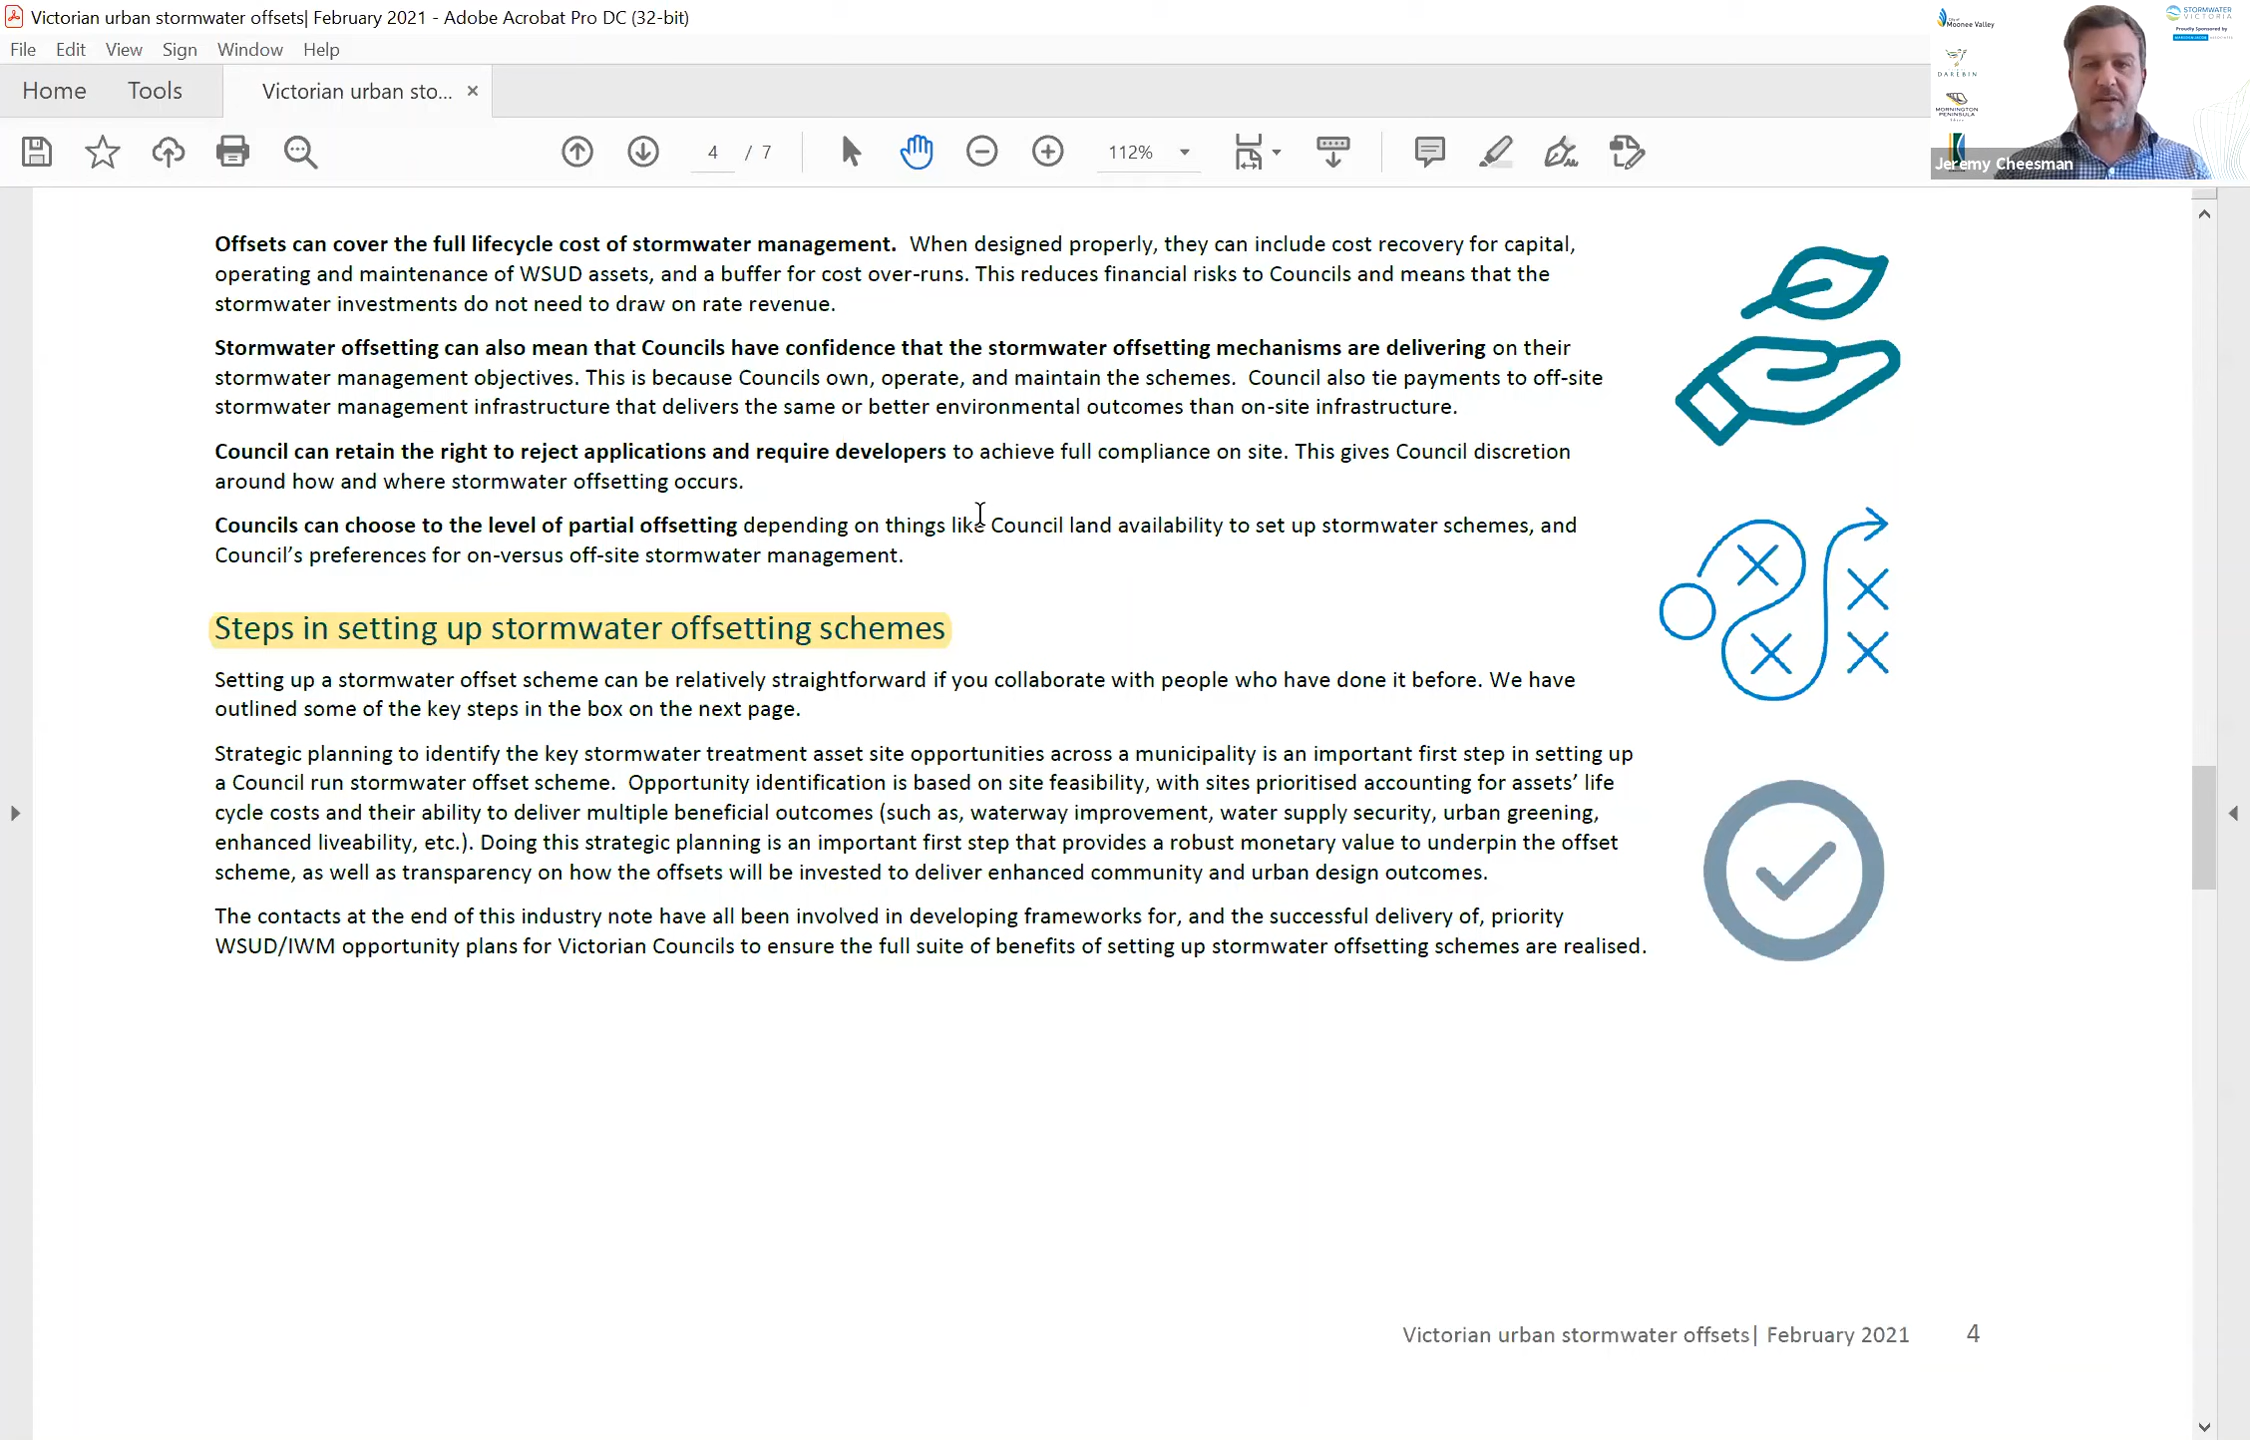 Victorian urban stormwater offsets| February 2021 - Adobe Acrobat Pro DC (32-bit)
File Edit View Sign Window Help
Home Tools Victorian urban sto... ×
4 / 7 112%
Moonee Valley
DAREBIN
MORNINGTON
PENINSULA
STORMWATER
VICTORIA
Proudly Sponsored by
Jeremy Cheesman
Offsets can cover the full lifecycle cost of stormwater management. When designed properly, they can include cost recovery for capital,
operating and maintenance of WSUD assets, and a buffer for cost over-runs. This reduces financial risks to Councils and means that the
stormwater investments do not need to draw on rate revenue.
Stormwater offsetting can also mean that Councils have confidence that the stormwater offsetting mechanisms are delivering on their
stormwater management objectives. This is because Councils own, operate, and maintain the schemes. Council also tie payments to off-site
stormwater management infrastructure that delivers the same or better environmental outcomes than on-site infrastructure.
Council can retain the right to reject applications and require developers to achieve full compliance on site. This gives Council discretion
around how and where stormwater offsetting occurs.
Councils can choose to the level of partial offsetting depending on things like Council land availability to set up stormwater schemes, and
Council’s preferences for on-versus off-site stormwater management.
Steps in setting up stormwater offsetting schemes
Setting up a stormwater offset scheme can be relatively straightforward if you collaborate with people who have done it before. We have
outlined some of the key steps in the box on the next page.
Strategic planning to identify the key stormwater treatment asset site opportunities across a municipality is an important first step in setting up
a Council run stormwater offset scheme. Opportunity identification is based on site feasibility, with sites prioritised accounting for assets’ life
cycle costs and their ability to deliver multiple beneficial outcomes (such as, waterway improvement, water supply security, urban greening,
enhanced liveability, etc.). Doing this strategic planning is an important first step that provides a robust monetary value to underpin the offset
scheme, as well as transparency on how the offsets will be invested to deliver enhanced community and urban design outcomes.
The contacts at the end of this industry note have all been involved in developing frameworks for, and the successful delivery of, priority
WSUD/IWM opportunity plans for Victorian Councils to ensure the full suite of benefits of setting up stormwater offsetting schemes are realised.
Victorian urban stormwater offsets| February 2021 4